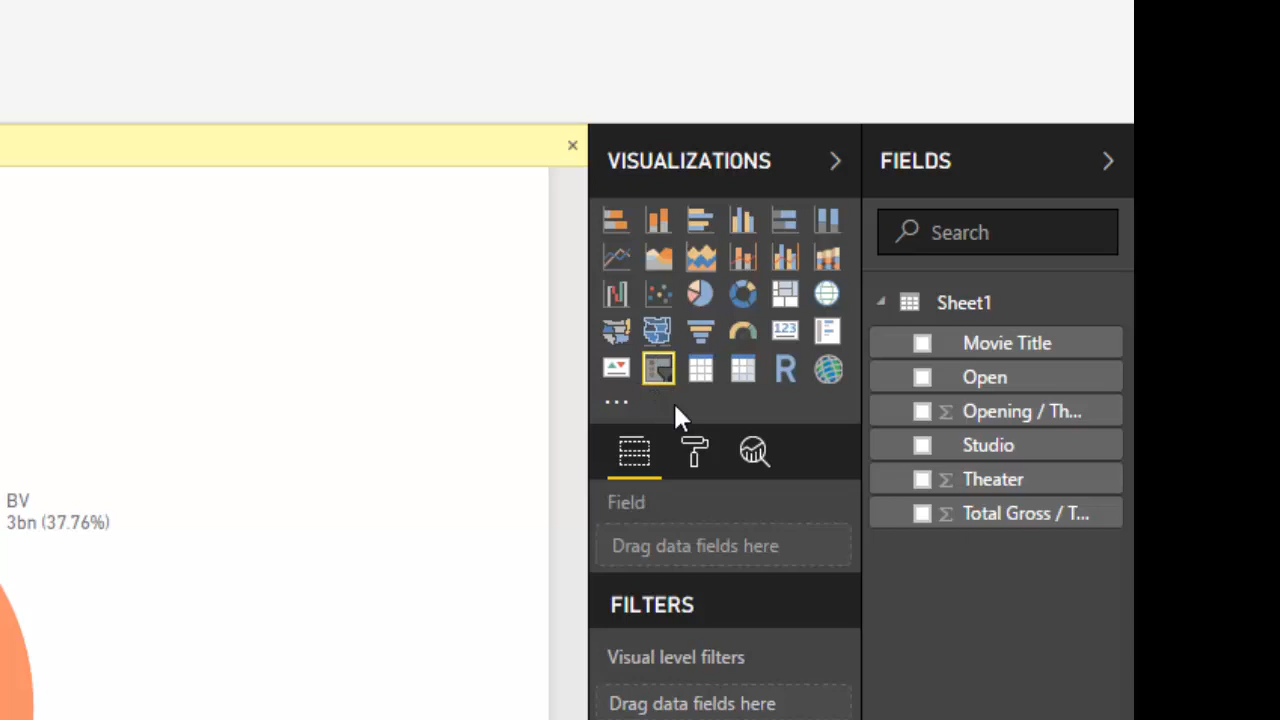 VISUALIZATIONS
FIELDS
Search
Sheet1
Movie Title
Open
Opening / Th...
Studio
Theater
Total Gross / T...
123
R
...
BV
3bn (37.76%)
Field
Drag data fields here
FILTERS
Visual level filters
Drag data fields here